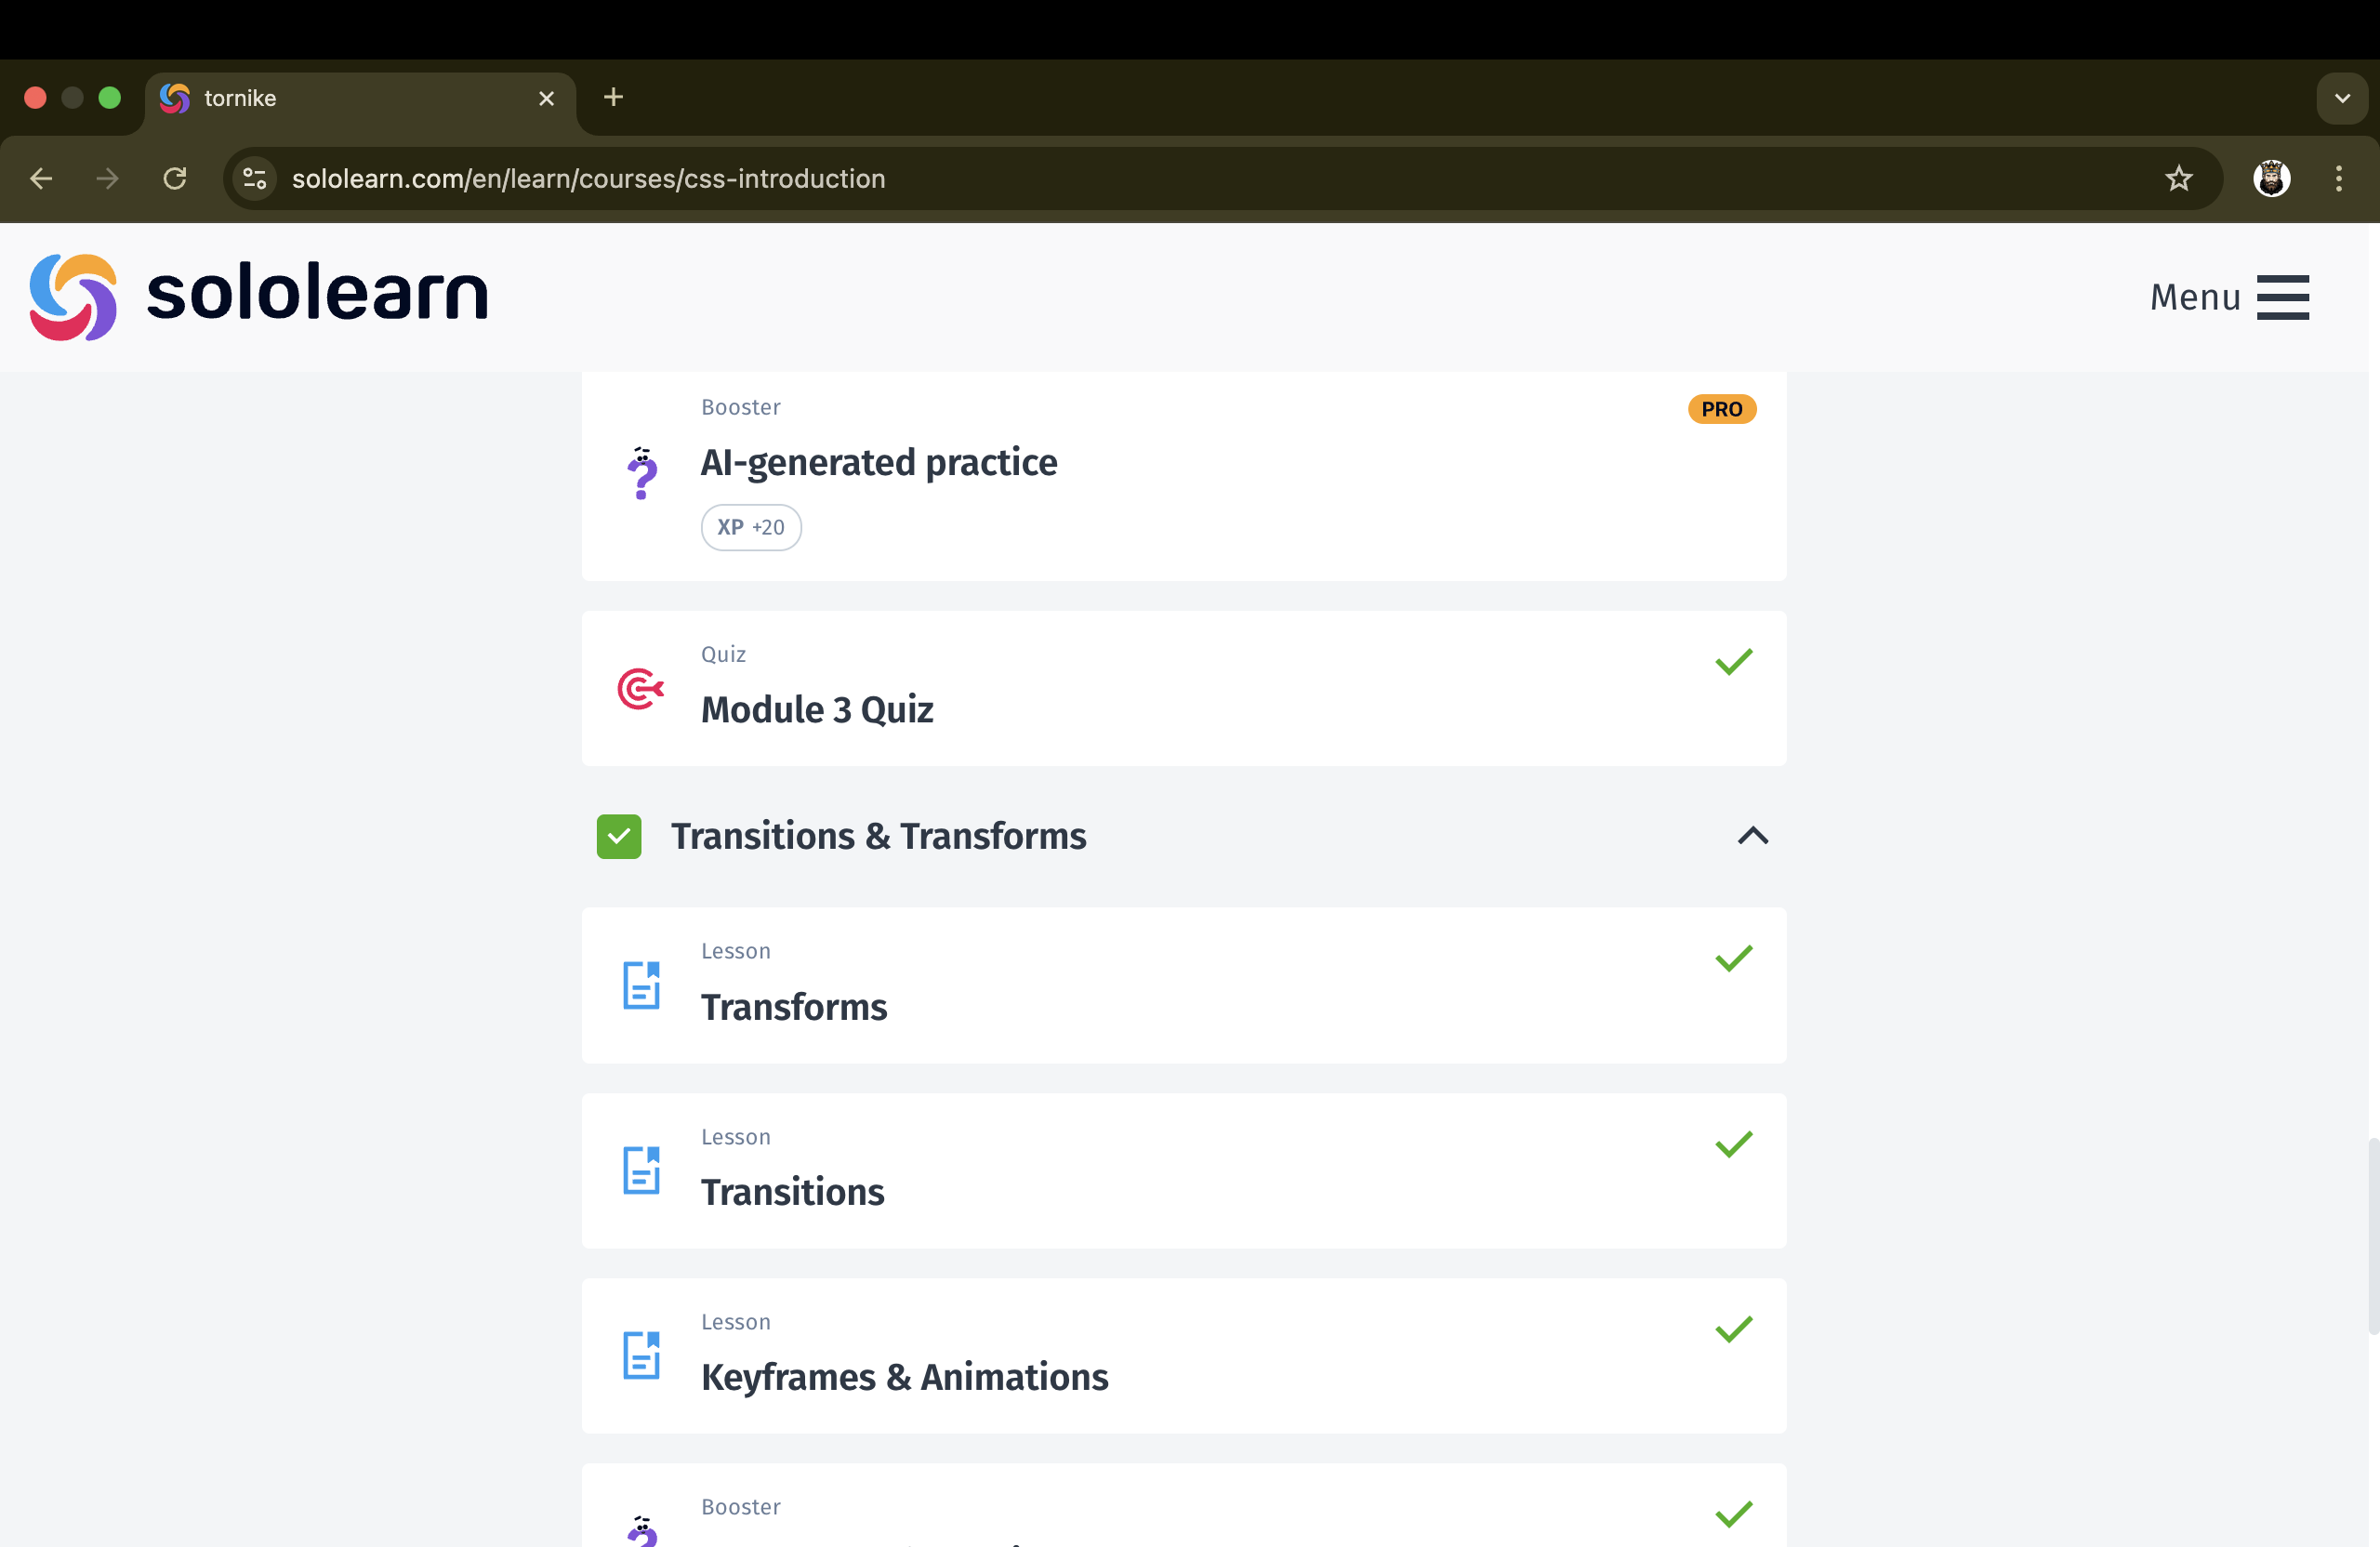 tornike
sololearn.com/en/learn/courses/css-introduction
sololearn
Menu
Booster
PRO
AI-generated practice
XP +20
Quiz
Module 3 Quiz
Transitions & Transforms
Lesson
Transforms
Lesson
Transitions
Lesson
Keyframes & Animations
Booster